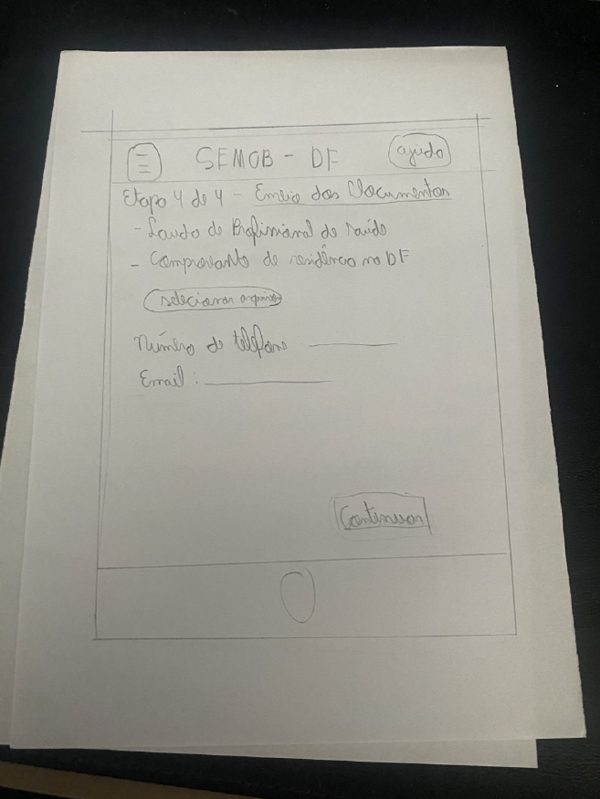 SEMOB - DF
ajuda
Etapa 4 de 4 - Envio dos Documentos
- Laudo de Profissional de saúde
- Comprovante de residência no DF
selecionar arquivos
Número de telefone
Email :
Continuar